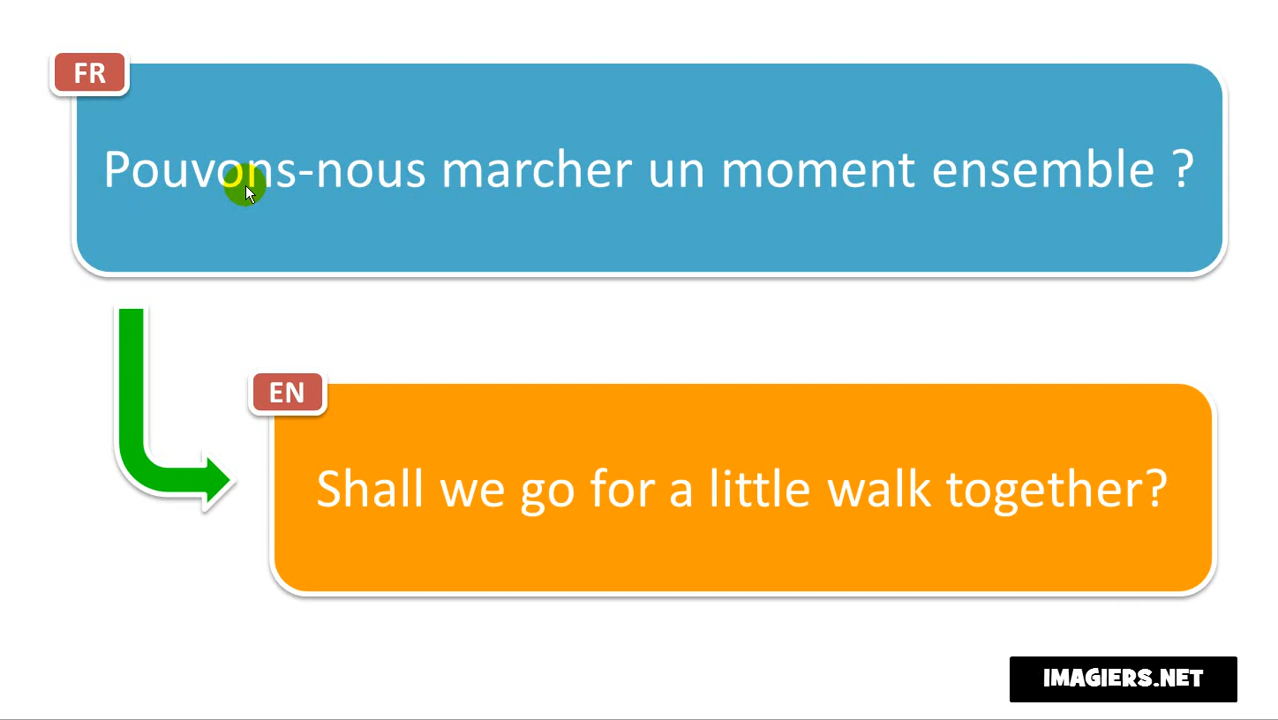 FR
Pouvons-nous marcher un moment ensemble ?
EN
Shall we go for a little walk together?
IMAGIERS.NET